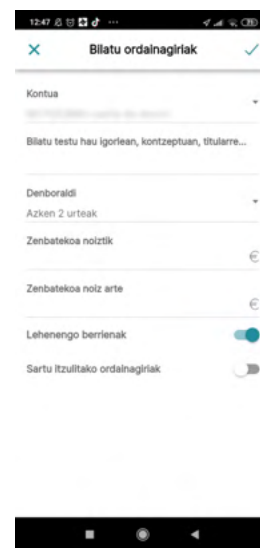 12:47
Bilatu ordainagiriak
Kontua
Bilatu testu hau igorlean, kontzeptuan, titularre...
Denboraldi
Azken 2 urteak
Zenbatekoa noiztik
€
Zenbatekoa noiz arte
€
Lehenengo berrienak
Sartu itzulitako ordainagiriak